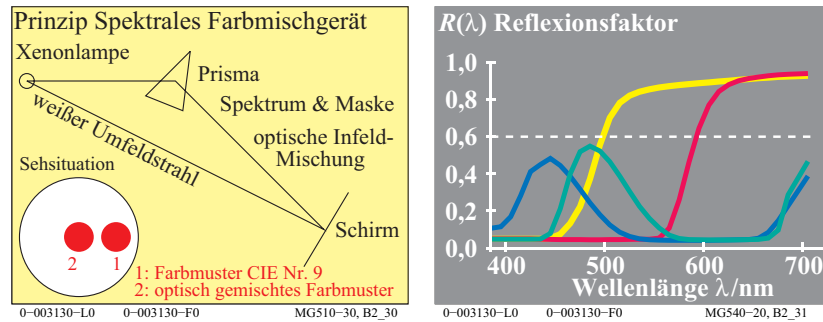 Prinzip Spektrales Farbmischgerät
Xenonlampe
Prisma
Spektrum & Maske
weißer Umfeldstrahl
optische Infeld-
Mischung
Sehsituation
Schirm
2 1
1: Farbmuster CIE Nr. 9
2: optisch gemischtes Farbmuster
0−003130−L0 0−003130−F0 MG510−30, B2_30
R(λ) Reflexionsfaktor
1,0
0,8
0,6
0,4
0,2
0,0
400 500 600 700
Wellenlänge λ/nm
0−003130−L0 0−003130−F0 MG540−20, B2_31